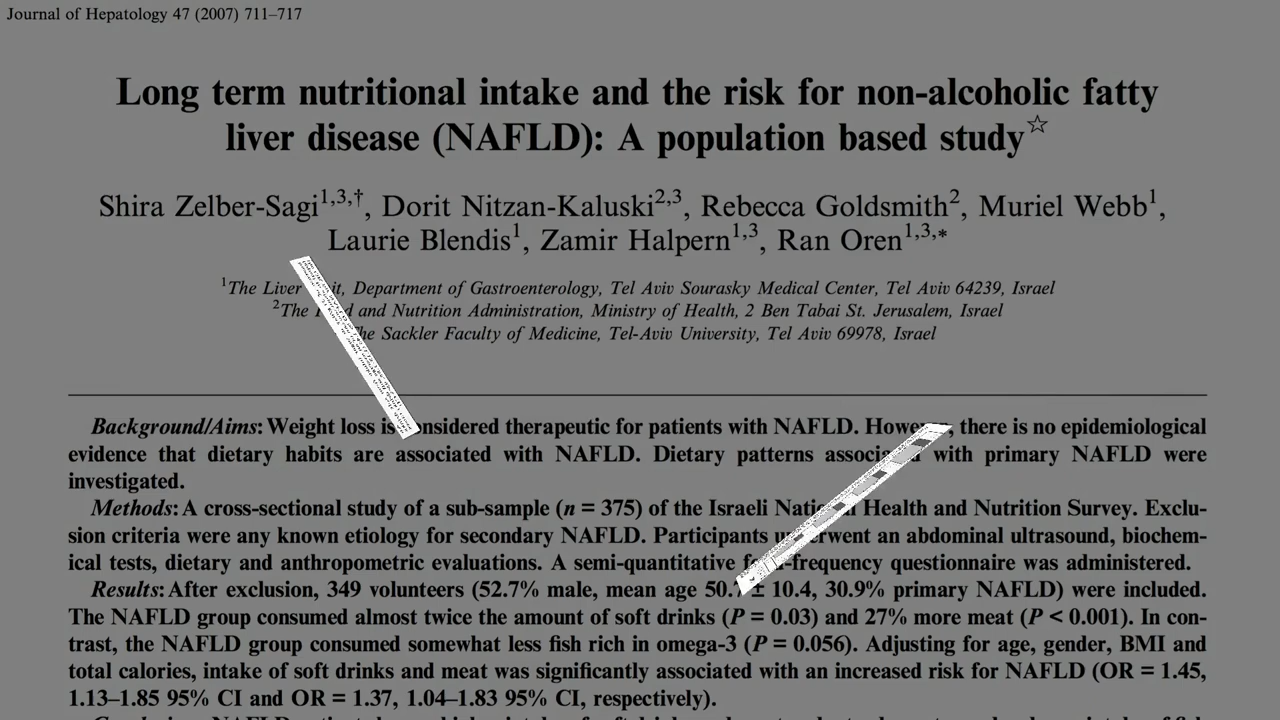 Journal of Hepatology 47 (2007) 711–717
Long term nutritional intake and the risk for non-alcoholic fatty
liver disease (NAFLD): A population based study☆
Shira Zelber-Sagi1,3,†, Dorit Nitzan-Kaluski2,3, Rebecca Goldsmith2, Muriel Webb1,
Laurie Blendis1, Zamir Halpern1,3, Ran Oren1,3,*
1The Liver it, Department of Gastroenterology, Tel Aviv Sourasky Medical Center, Tel Aviv 64239, Israel
2The d and Nutrition Administration, Ministry of Health, 2 Ben Tabai St. Jerusalem, Israel
he Sackler Faculty of Medicine, Tel-Aviv University, Tel Aviv 69978, Israel
Background/Aims: Weight loss is considered therapeutic for patients with NAFLD. However, there is no epidemiological
evidence that dietary habits are associated with NAFLD. Dietary patterns associated with primary NAFLD were
investigated.
Methods: A cross-sectional study of a sub-sample (n = 375) of the Israeli National Health and Nutrition Survey. Exclu-
sion criteria were any known etiology for secondary NAFLD. Participants underwent an abdominal ultrasound, biochem-
ical tests, dietary and anthropometric evaluations. A semi-quantitative food-frequency questionnaire was administered.
Results: After exclusion, 349 volunteers (52.7% male, mean age 50.7 ± 10.4, 30.9% primary NAFLD) were included.
The NAFLD group consumed almost twice the amount of soft drinks (P = 0.03) and 27% more meat (P < 0.001). In con-
trast, the NAFLD group consumed somewhat less fish rich in omega-3 (P = 0.056). Adjusting for age, gender, BMI and
total calories, intake of soft drinks and meat was significantly associated with an increased risk for NAFLD (OR = 1.45,
1.13–1.85 95% CI and OR = 1.37, 1.04–1.83 95% CI, respectively).